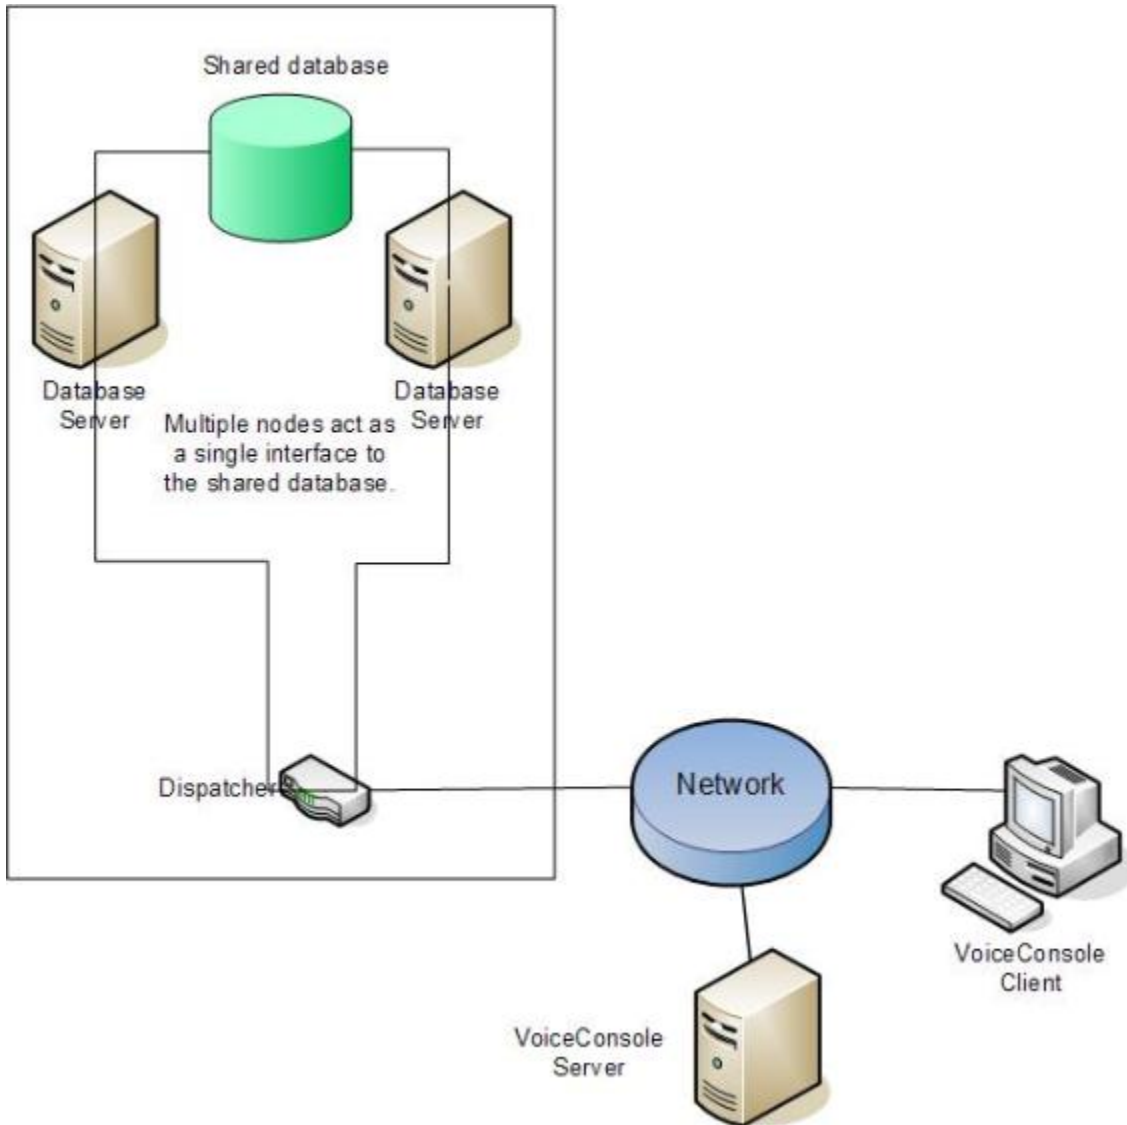 Shared database
Database
Server
Database
Server
Multiple nodes act as
a single interface to
the shared database.
Dispatcher
Network
VoiceConsole
Client
VoiceConsole
Server